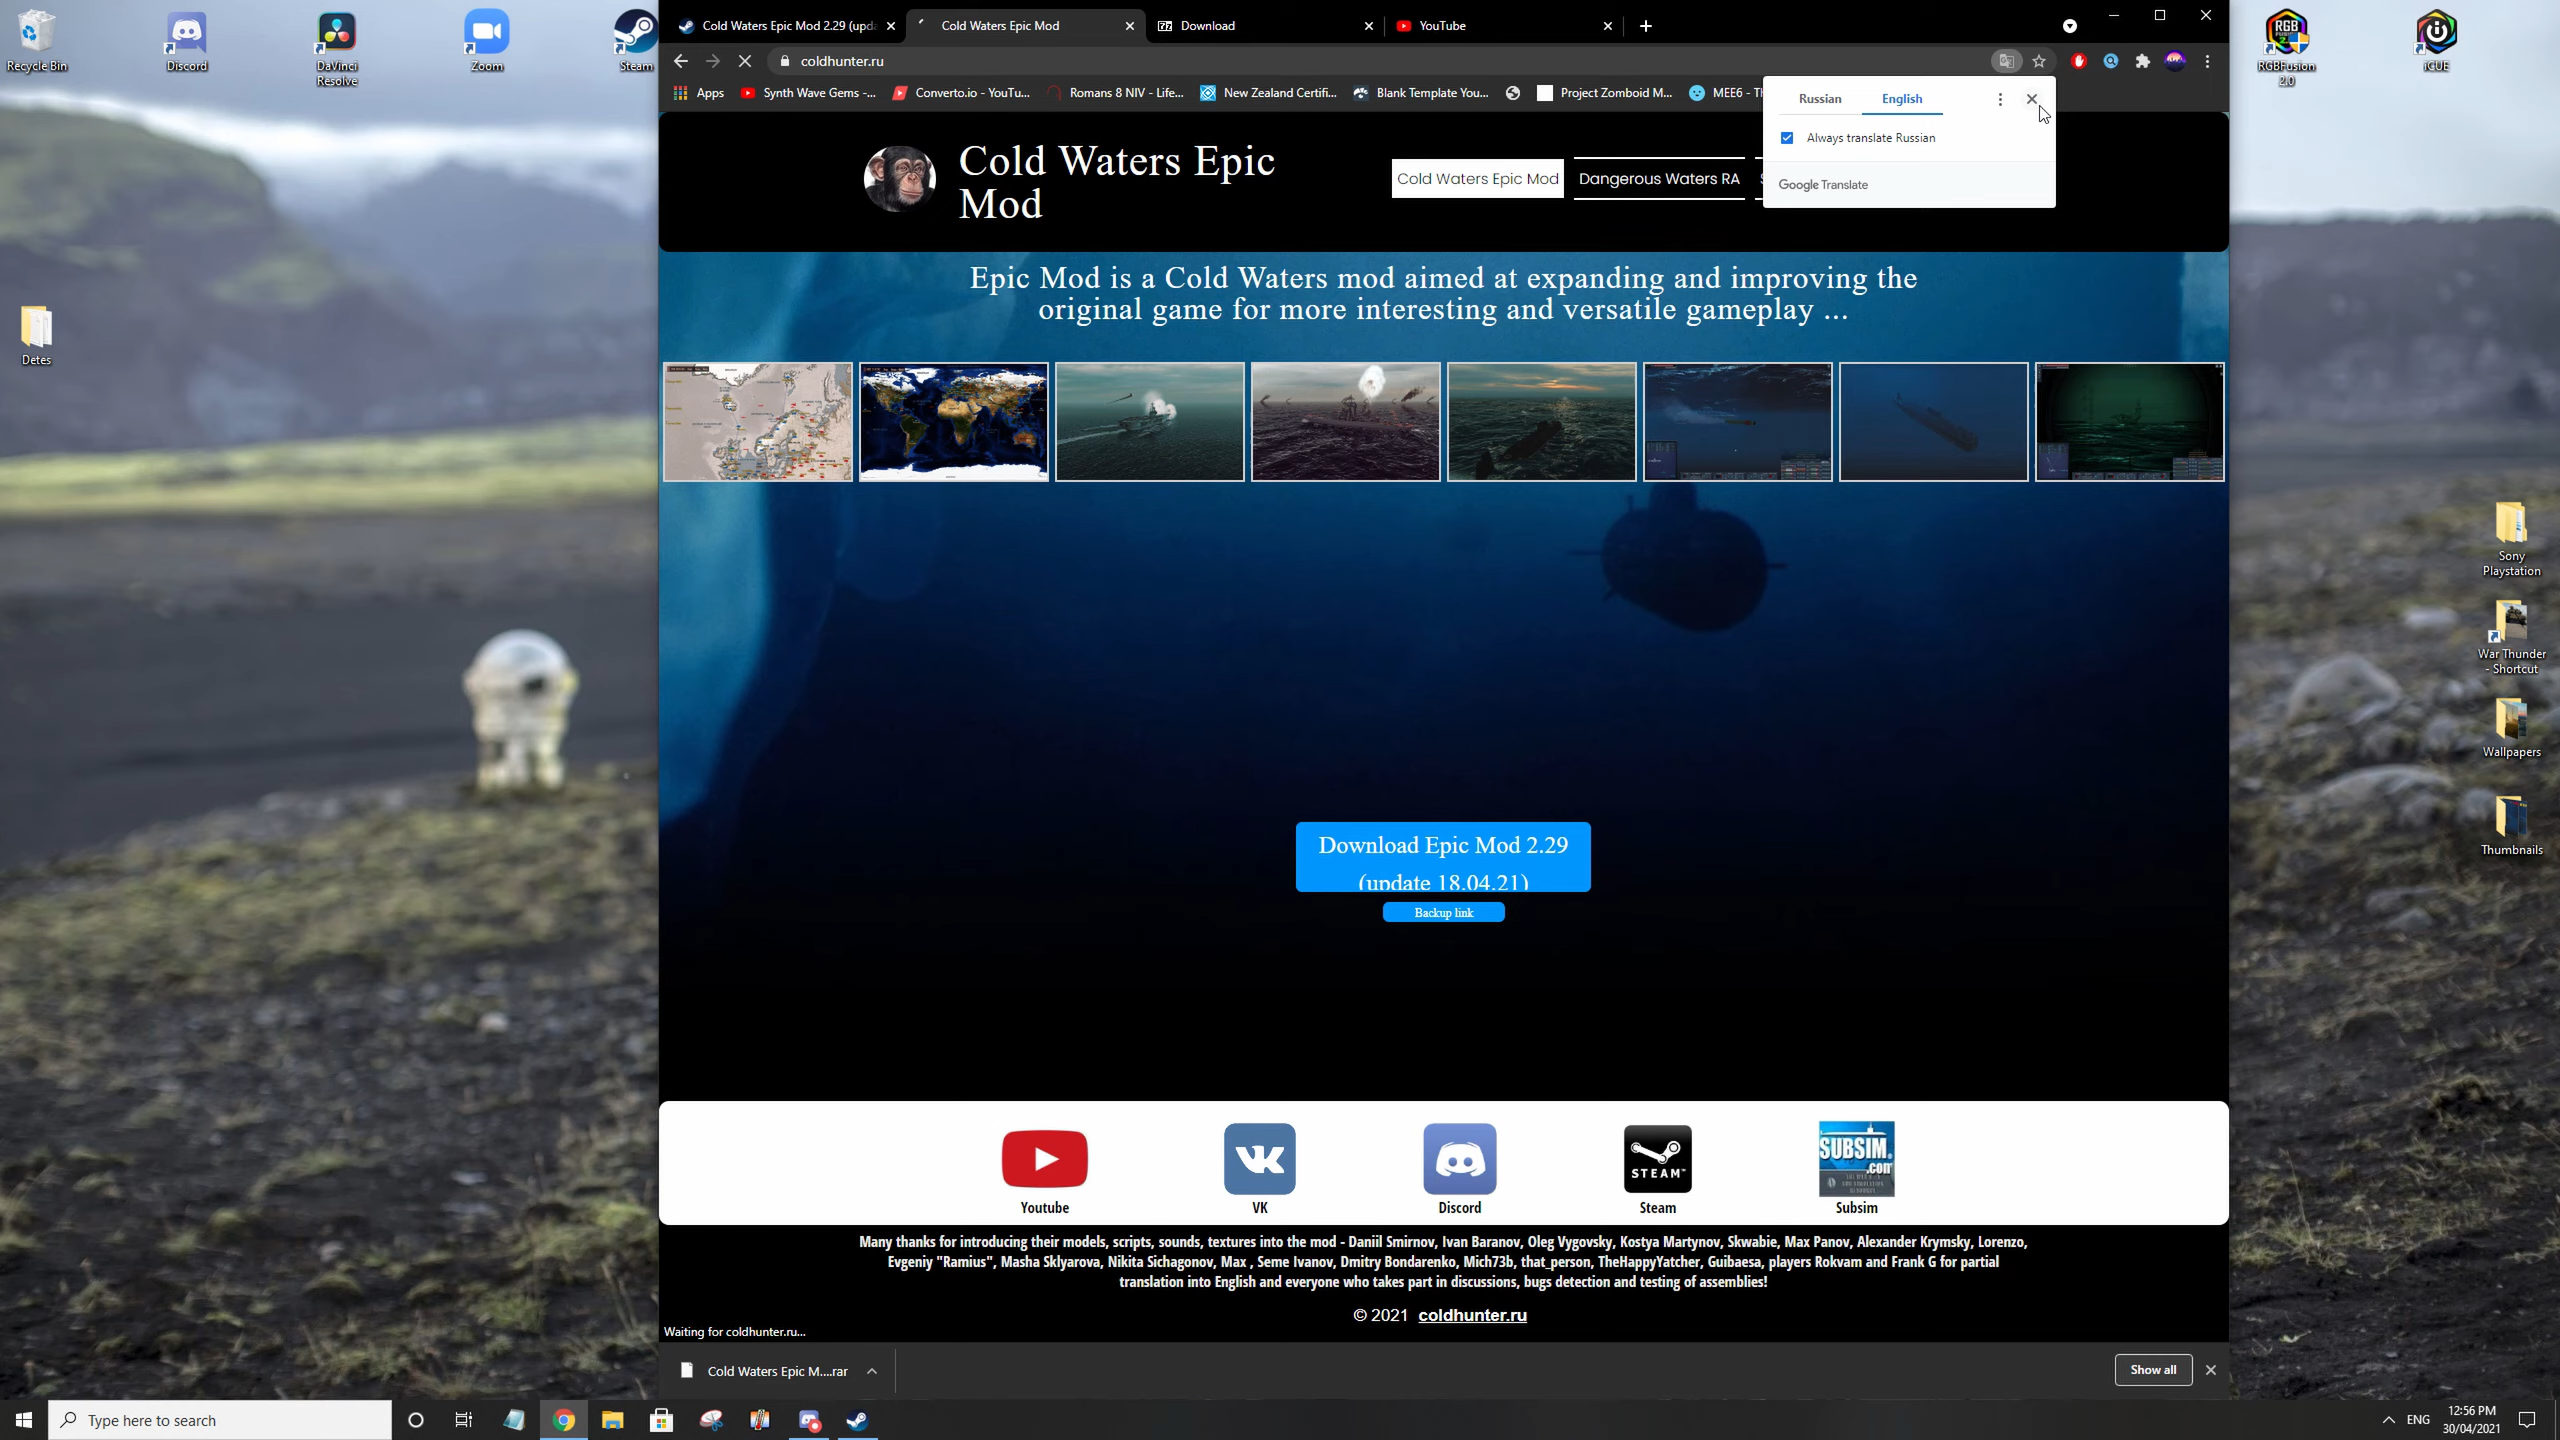 Recycle Bin
Discord
DaVinci
Resolve
Zoom
Steam
Detes
Cold Waters Epic Mod 2.29 (upda
Cold Waters Epic Mod
Download
YouTube
coldhunter.ru
Apps
Synth Wave Gems -...
Converto.io - YouTu...
Romans 8 NIV - Life...
New Zealand Certifi...
Blank Template You...
Project Zomboid M...
MEE6 - Th
Russian
English
Always translate Russian
Google Translate
Cold Waters Epic
Mod
Cold Waters Epic Mod
Dangerous Waters RA
Epic Mod is a Cold Waters mod aimed at expanding and improving the
original game for more interesting and versatile gameplay ...
Download Epic Mod 2.29
(update 18.04.21)
Backup link
Youtube
VK
Discord
STEAM™
Steam
SUBSIM
.com
Subsim
Many thanks for introducing their models, scripts, sounds, textures into the mod - Daniil Smirnov, Ivan Baranov, Oleg Vygovsky, Kostya Martynov, Skwabie, Max Panov, Alexander Krymsky, Lorenzo,
Evgeniy "Ramius", Masha Sklyarova, Nikita Sichagonov, Max , Seme Ivanov, Dmitry Bondarenko, Mich73b, that_person, TheHappyYatcher, Guibaesa, players Rokvam and Frank G for partial
translation into English and everyone who takes part in discussions, bugs detection and testing of assemblies!
© 2021 coldhunter.ru
Waiting for coldhunter.ru...
Cold Waters Epic M....rar
Show all
RGBFusion
2.0
iCUE
Sony
Playstation
War Thunder
- Shortcut
Wallpapers
Thumbnails
Type here to search
ENG
12:56 PM
30/04/2021